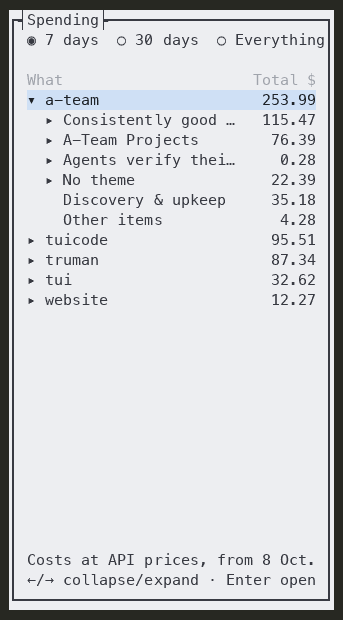 Spending
◉ 7 days ○ 30 days ○ Everything
What Total $
▾ a-team 253.99
▸ Consistently good … 115.47
▸ A-Team Projects 76.39
▸ Agents verify thei… 0.28
▸ No theme 22.39
Discovery & upkeep 35.18
Other items 4.28
▸ tuicode 95.51
▸ truman 87.34
▸ tui 32.62
▸ website 12.27
Costs at API prices, from 8 Oct.
←/→ collapse/expand · Enter open